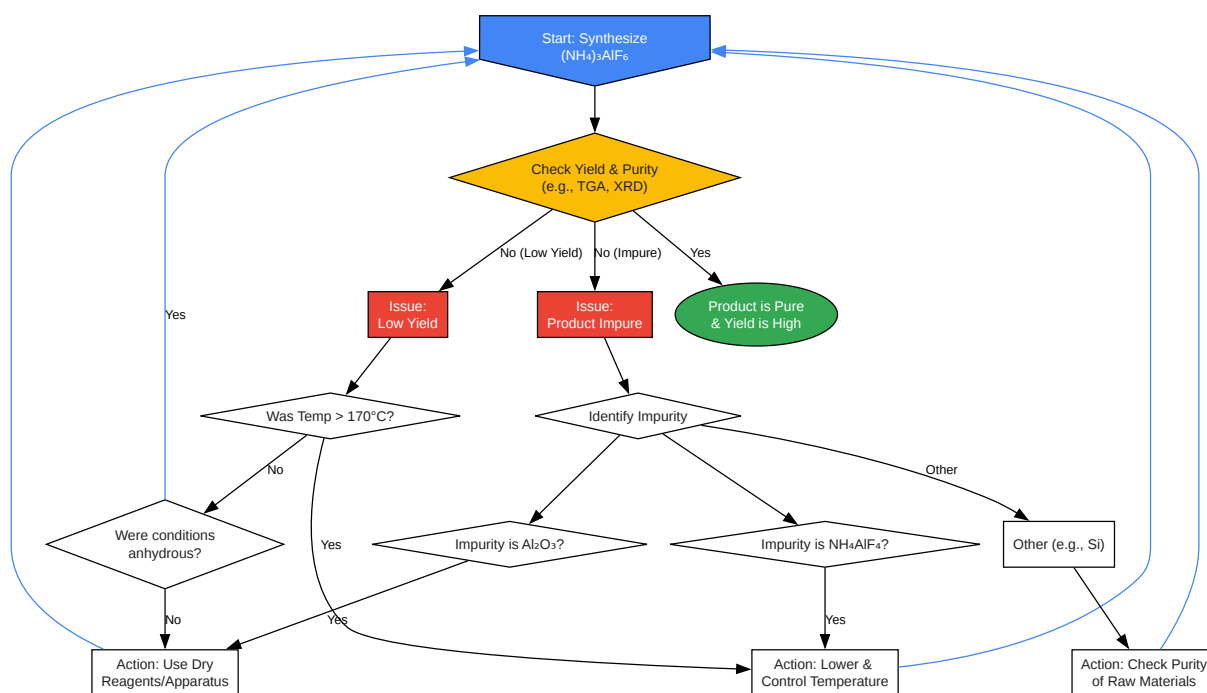 Start: Synthesize
(NH₄)₃AlF₆
Check Yield & Purity
(e.g., TGA, XRD)
No (Low Yield)
No (Impure)
Yes
Issue:
Low Yield
Issue:
Product Impure
Product is Pure
& Yield is High
Yes
Was Temp > 170°C?
Identify Impurity
No
Other
Were conditions
anhydrous?
Yes
Impurity is Al₂O₃?
Impurity is NH₄AlF₄?
Other (e.g., Si)
No
Yes
Yes
Action: Use Dry
Reagents/Apparatus
Action: Lower &
Control Temperature
Action: Check Purity
of Raw Materials